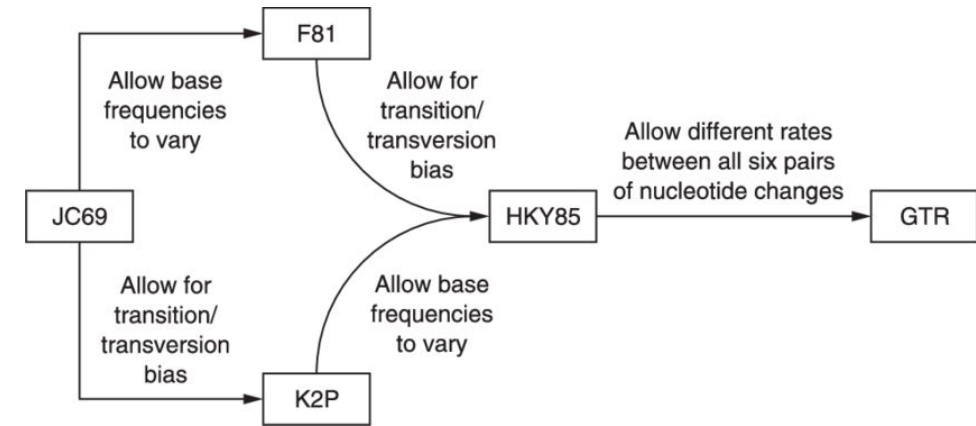 F81
Allow base
frequencies
to vary
Allow for
transition/
transversion
bias
Allow different rates
between all six pairs
of nucleotide changes
JC69
HKY85
GTR
Allow for
transition/
transversion
bias
Allow base
frequencies
to vary
K2P